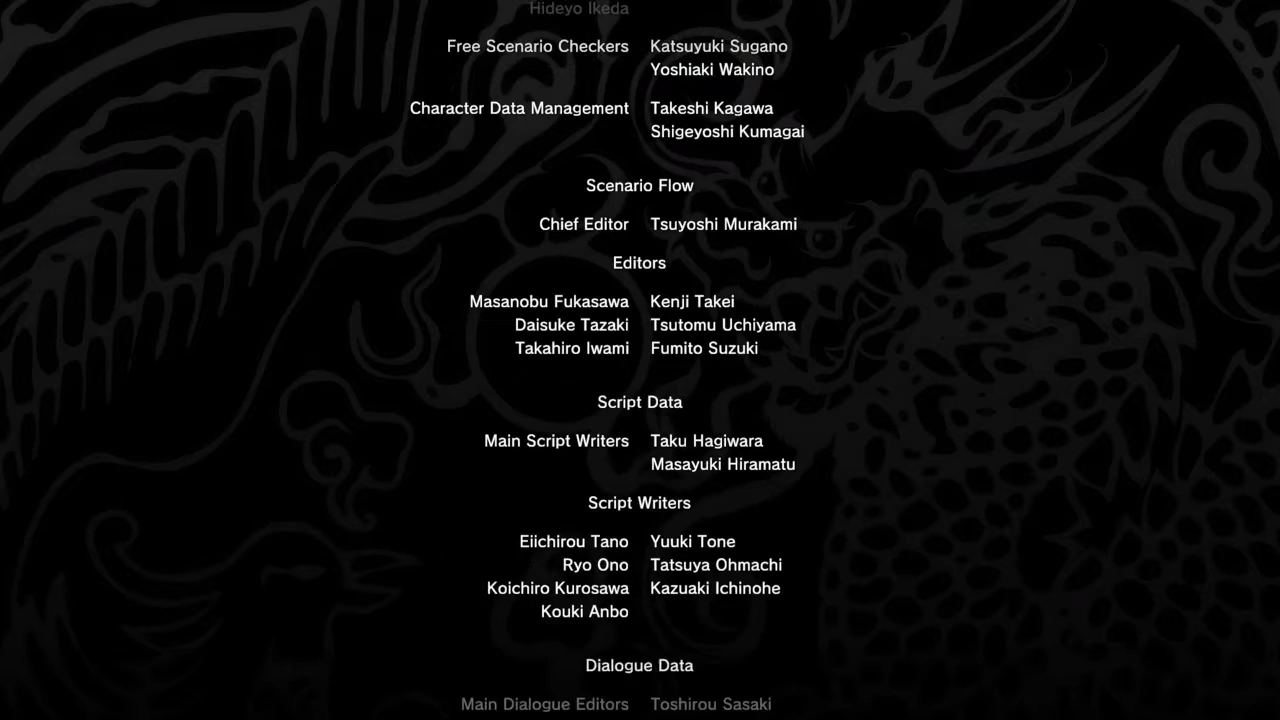 Hideyo Ikeda
Free Scenario Checkers Katsuyuki Sugano
Yoshiaki Wakino
Character Data Management Takeshi Kagawa
Shigeyoshi Kumagai
Scenario Flow
Chief Editor Tsuyoshi Murakami
Editors
Masanobu Fukasawa Kenji Takei
Daisuke Tazaki Tsutomu Uchiyama
Takahiro Iwami Fumito Suzuki
Script Data
Main Script Writers Taku Hagiwara
Masayuki Hiramatu
Script Writers
Eiichirou Tano Yuuki Tone
Ryo Ono Tatsuya Ohmachi
Koichiro Kurosawa Kazuaki Ichinohe
Kouki Anbo
Dialogue Data
Main Dialogue Editors Toshirou Sasaki